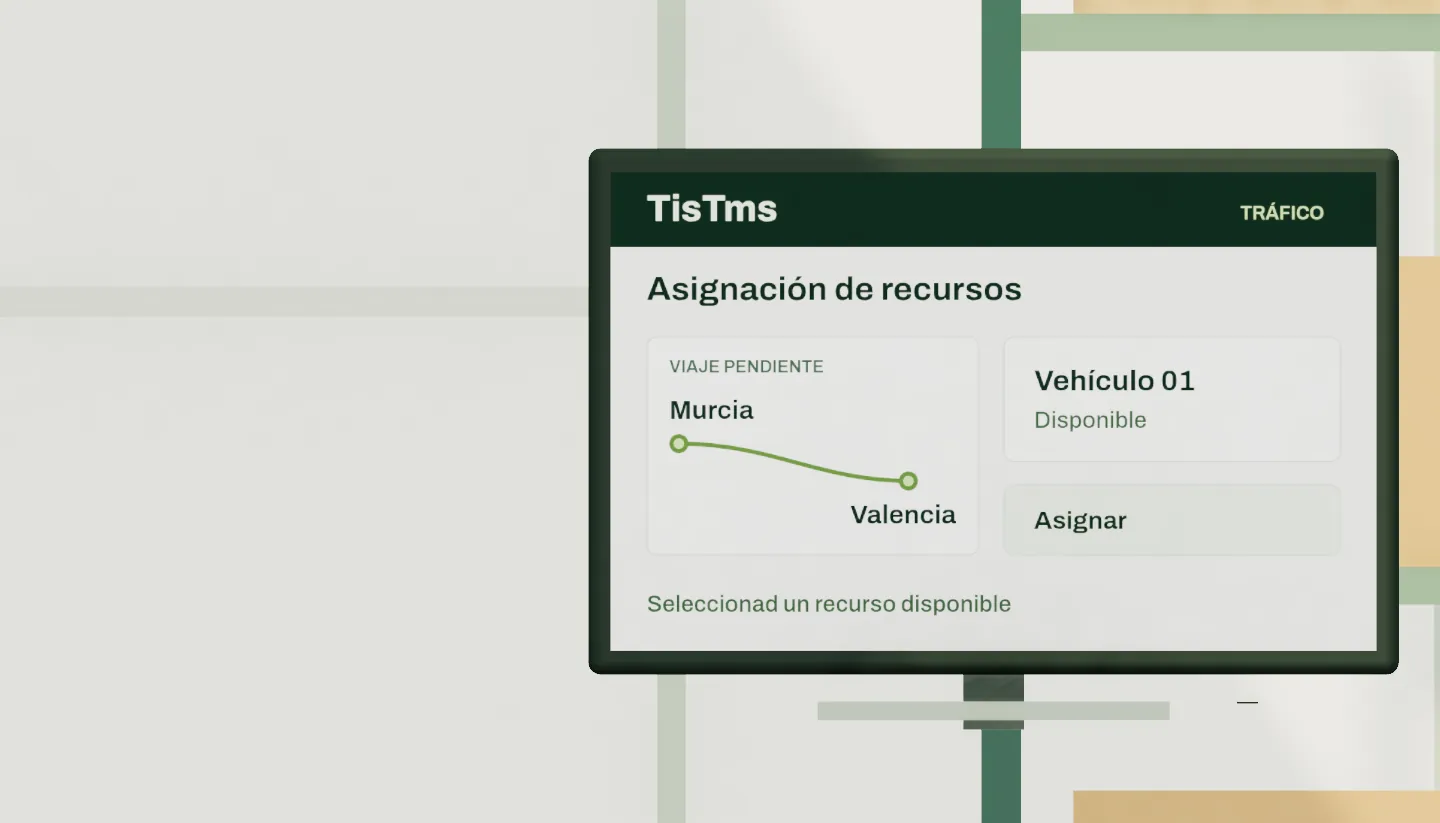 TisTms
TRÁFICO
Asignación de recursos
VIAJE PENDIENTE
Murcia
Valencia
Vehículo 01
Disponible
Asignar
Seleccionad un recurso disponible